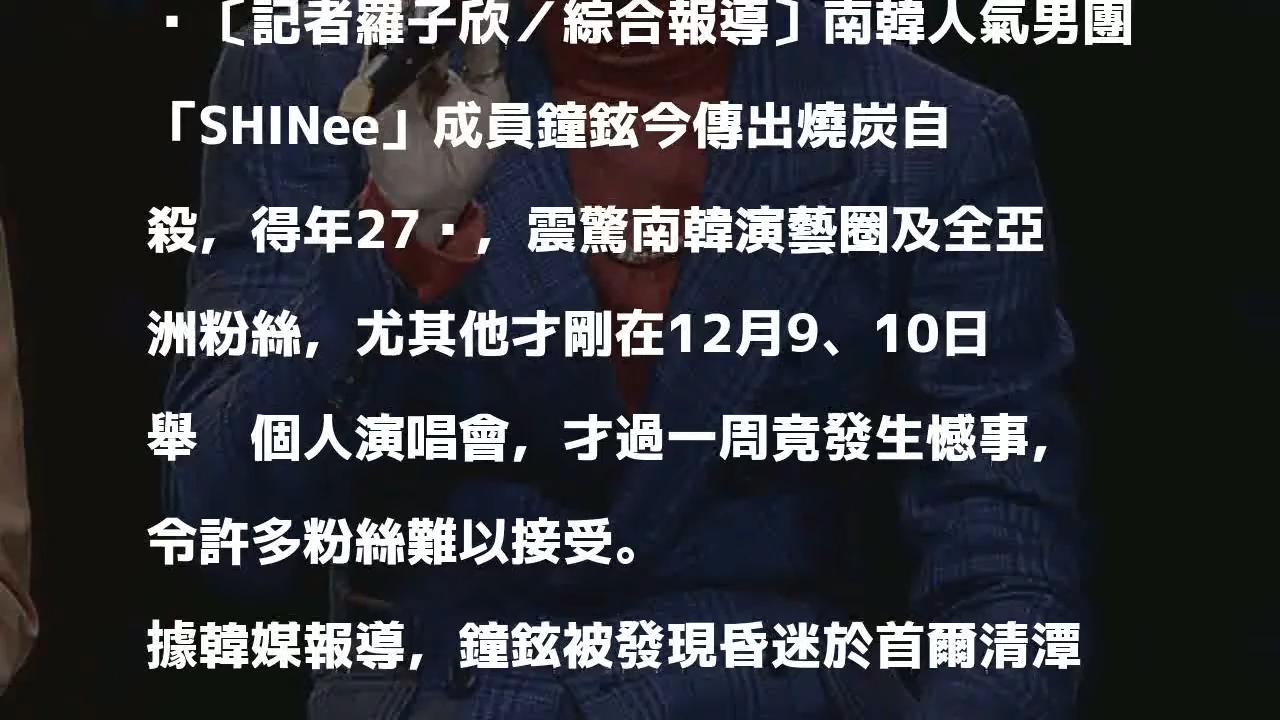 ·〔記者羅子欣／綜合報導〕南韓人氣男團
「SHINee」成員鐘鉉今傳出燒炭自
殺，得年27·，震驚南韓演藝圈及全亞
洲粉絲，尤其他才剛在12月9、10日
舉　個人演唱會，才過一周竟發生憾事，
令許多粉絲難以接受。
據韓媒報導，鐘鉉被發現昏迷於首爾清潭